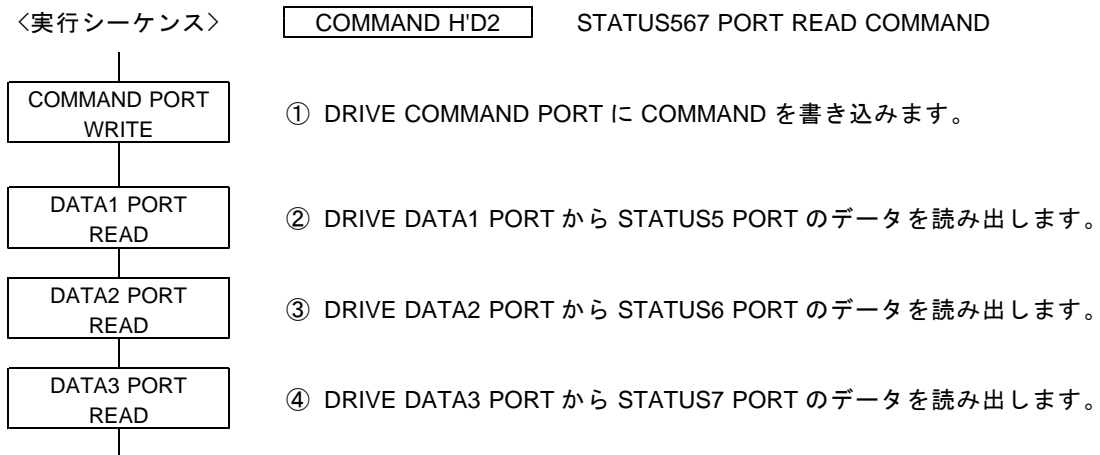 〈実行シーケンス〉 COMMAND H'D2 STATUS567 PORT READ COMMAND
COMMAND PORT
WRITE
① DRIVE COMMAND PORT に COMMAND を書き込みます。
DATA1 PORT
READ
② DRIVE DATA1 PORT から STATUS5 PORT のデータを読み出します。
DATA2 PORT
READ
③ DRIVE DATA2 PORT から STATUS6 PORT のデータを読み出します。
DATA3 PORT
READ
④ DRIVE DATA3 PORT から STATUS7 PORT のデータを読み出します。